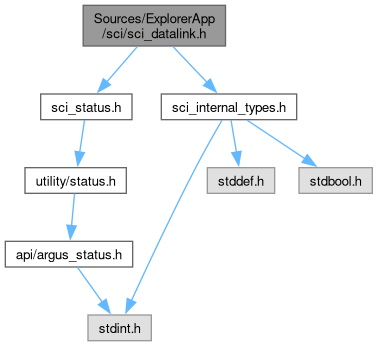 Sources/ExplorerApp
/sci/sci_datalink.h
sci_status.h
sci_internal_types.h
utility/status.h
stddef.h
stdbool.h
api/argus_status.h
stdint.h